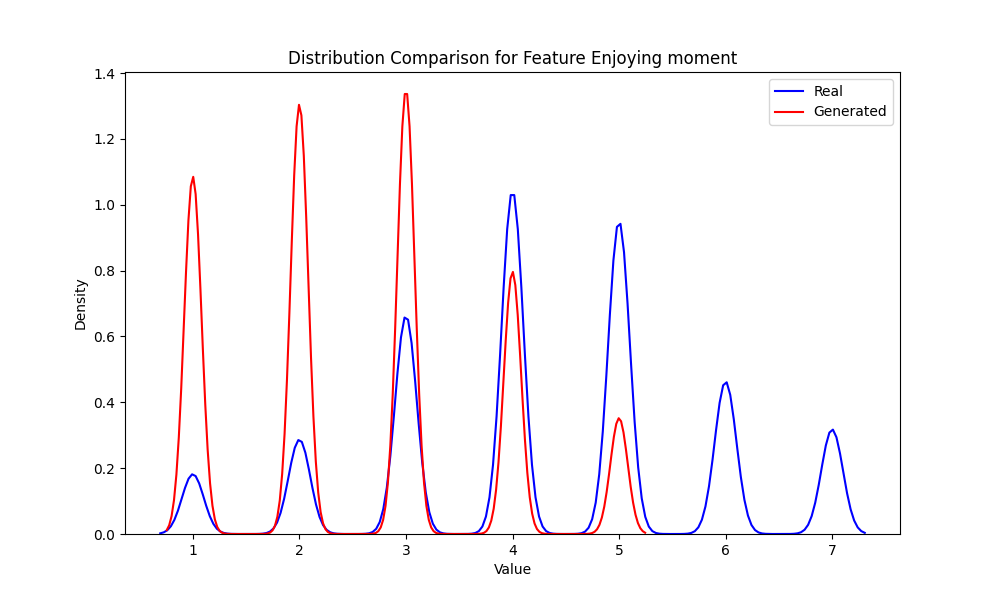 Distribution Comparison for Feature Enjoying moment
Real
Generated
Density
1.4
1.2
1.0
0.8
0.6
0.4
0.2
0.0
1 2 3 4 5 6 7
Value